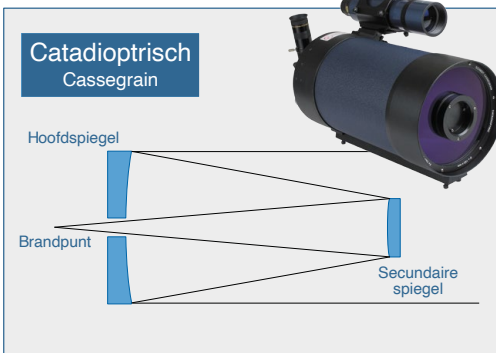 Catadioptrisch
Cassegrain
Hoofdspiegel
Brandpunt
Secundaire
spiegel